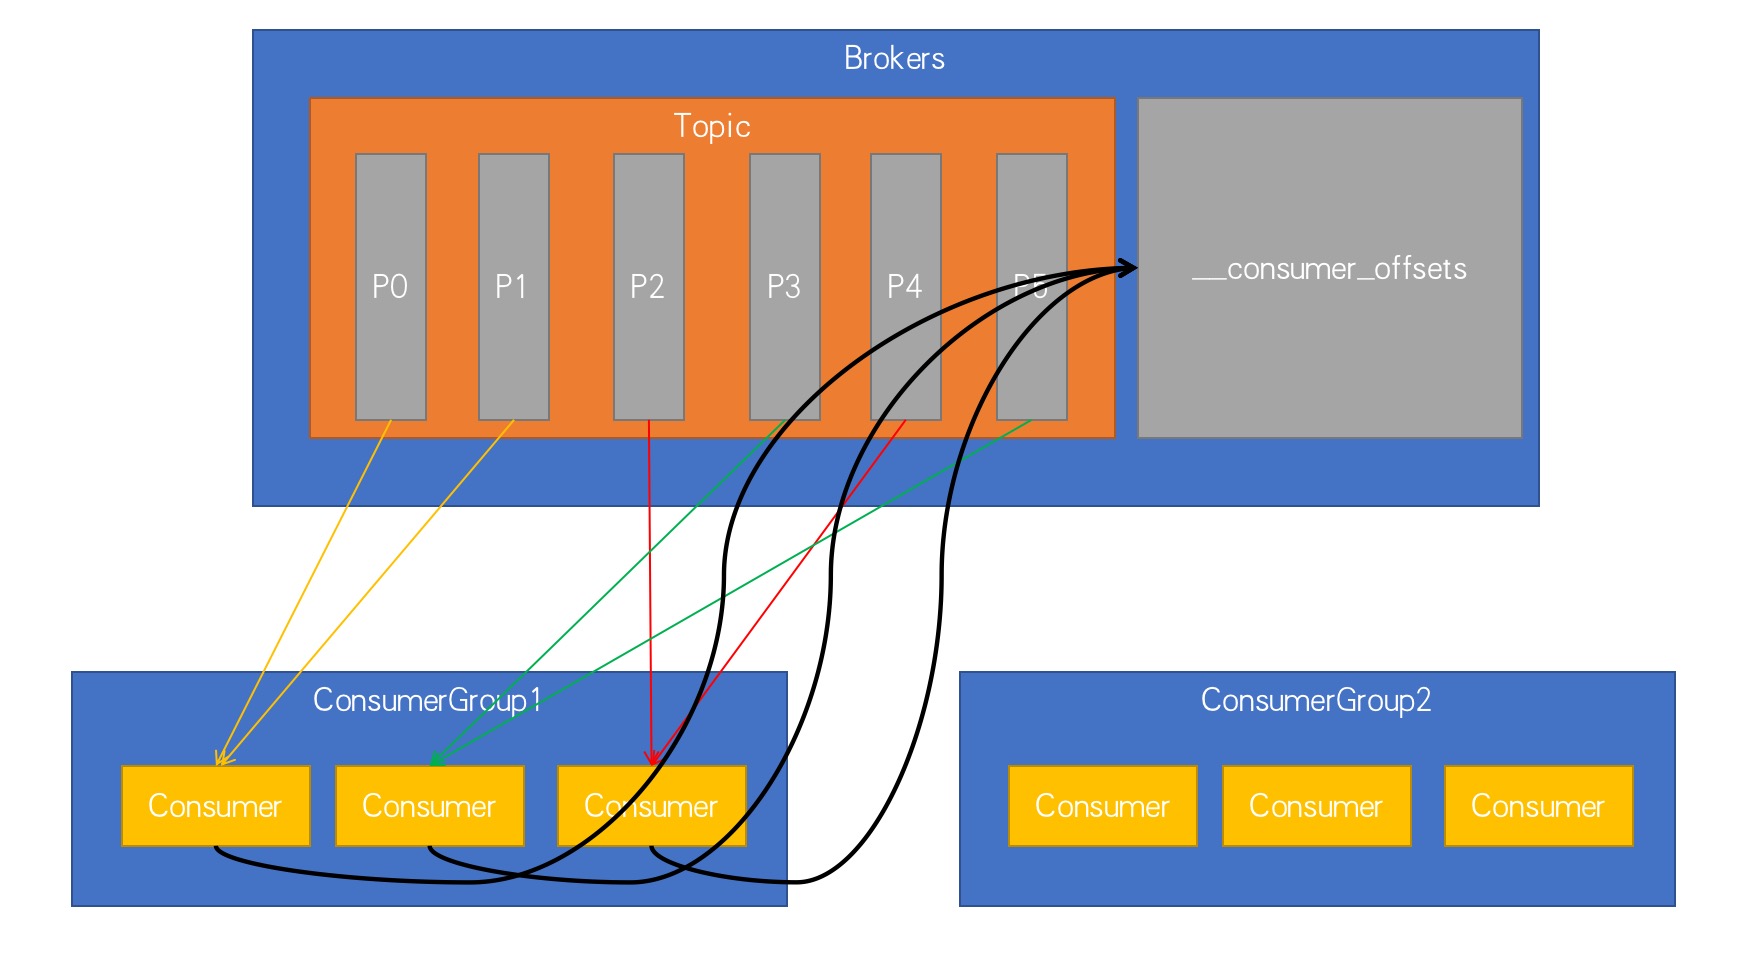 Brokers
Topic
P0
P1
P2
P3
P4
P5
__consumer_offsets
ConsumerGroup1
Consumer
Consumer
Consumer
ConsumerGroup2
Consumer
Consumer
Consumer